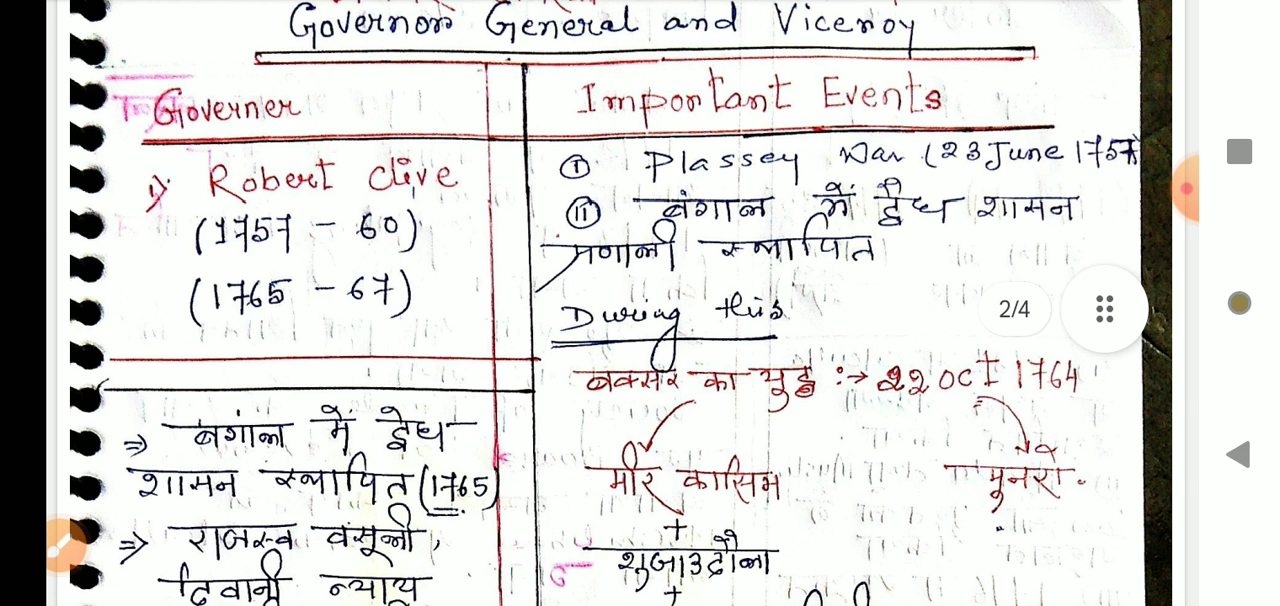 Governor General and Viceroy
Governer
Important Events
1) Robert Clive
(1757 - 60)
(1765 - 67)
I Plassey War (23 June 1757)
II बंगाल में द्वैध शासन
प्रणाली स्थापित
During this
2/4
बक्सर का युद्ध :→ 22 Oct 1764
मीर कासिम
मुनरो.
+
शुजाउद्दौला
+
⇒ बंगाल में द्वैध
शासन स्थापित (1765)
⇒ राजस्व वसूली,
दिवानी न्याय